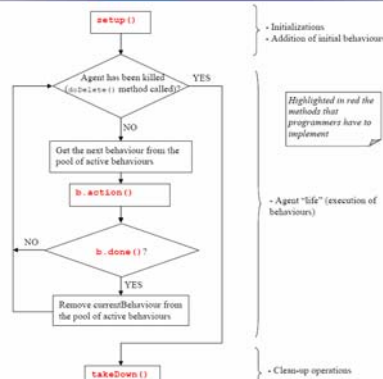 setup()
- Initializations
- Addition of initial behaviours
Agent has been killed
(doDelete() method called)?
YES
NO
Highlighted in red the
methods that
programmers have to
implement
Get the next behaviour from the
pool of active behaviours
b.action()
- Agent "life" (execution of
behaviours)
NO
b.done()?
YES
Remove currentBehaviour from
the pool of active behaviours
takeDown()
- Clean-up operations